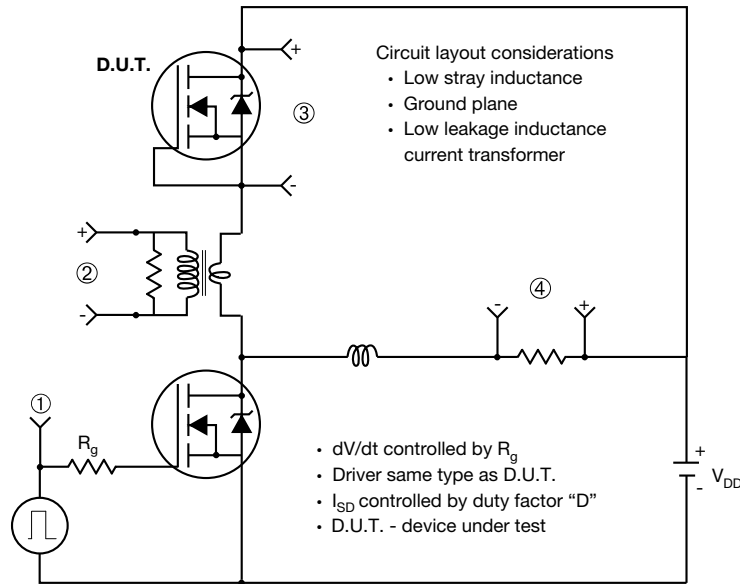 D.U.T.
+
Circuit layout considerations
• Low stray inductance
• Ground plane
• Low leakage inductance
current transformer
③
-
+
②
-
④
-
+
①
R_g
• dV/dt controlled by R_g
• Driver same type as D.U.T.
• I_SD controlled by duty factor “D”
• D.U.T. - device under test
+
V_DD
-